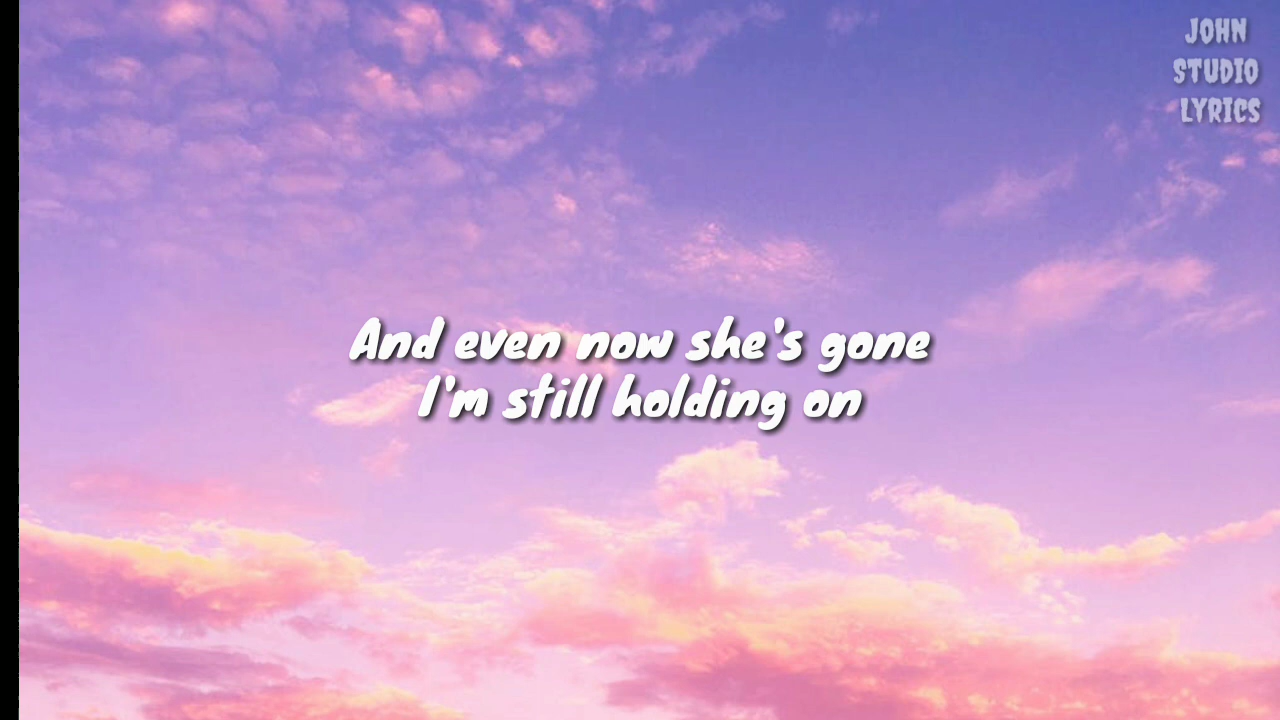 JOHN
STUDIO
LYRICS
And even now she's gone
I'm still holding on